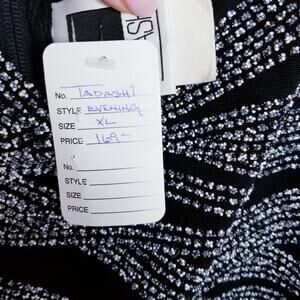 No. TADASHI
STYLE EVENING
SIZE XL
PRICE 169-
No.
STYLE
SIZE
PRICE